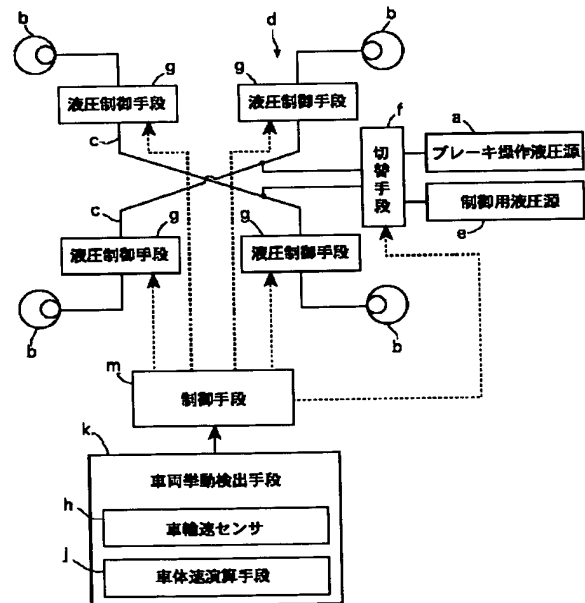 b
d
b
g
g
液圧制御手段
液圧制御手段
f
a
c
切替手段
ブレーキ操作液圧源
制御用液圧源
e
c
g
g
液圧制御手段
液圧制御手段
b
b
m
制御手段
k
車両挙動検出手段
h
車輪速センサ
j
車体速演算手段